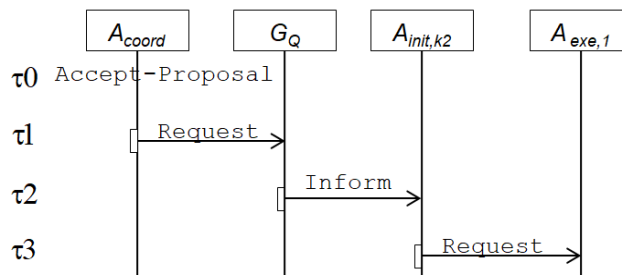 A_coord G_Q A_init,k2 A_exe,1
τ0 Accept-Proposal
τ1 Request
τ2 Inform
τ3 Request